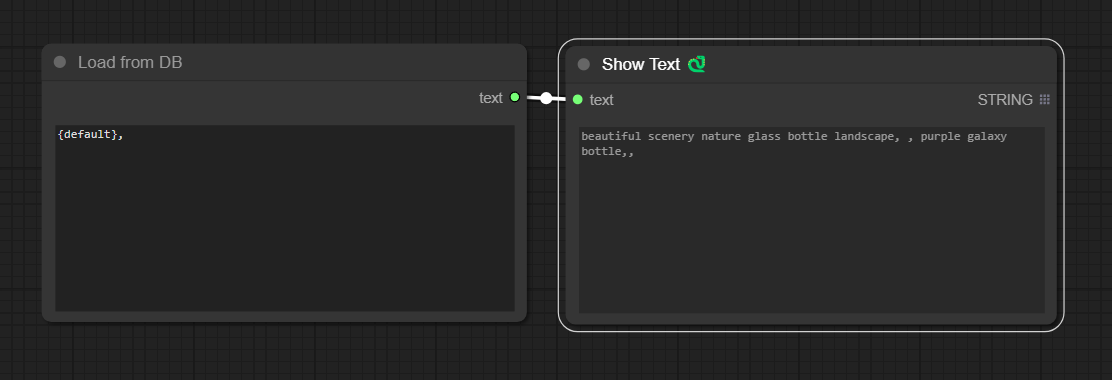 Load from DB
text
{default},
Show Text
text
STRING
beautiful scenery nature glass bottle landscape, , purple galaxy
bottle,,